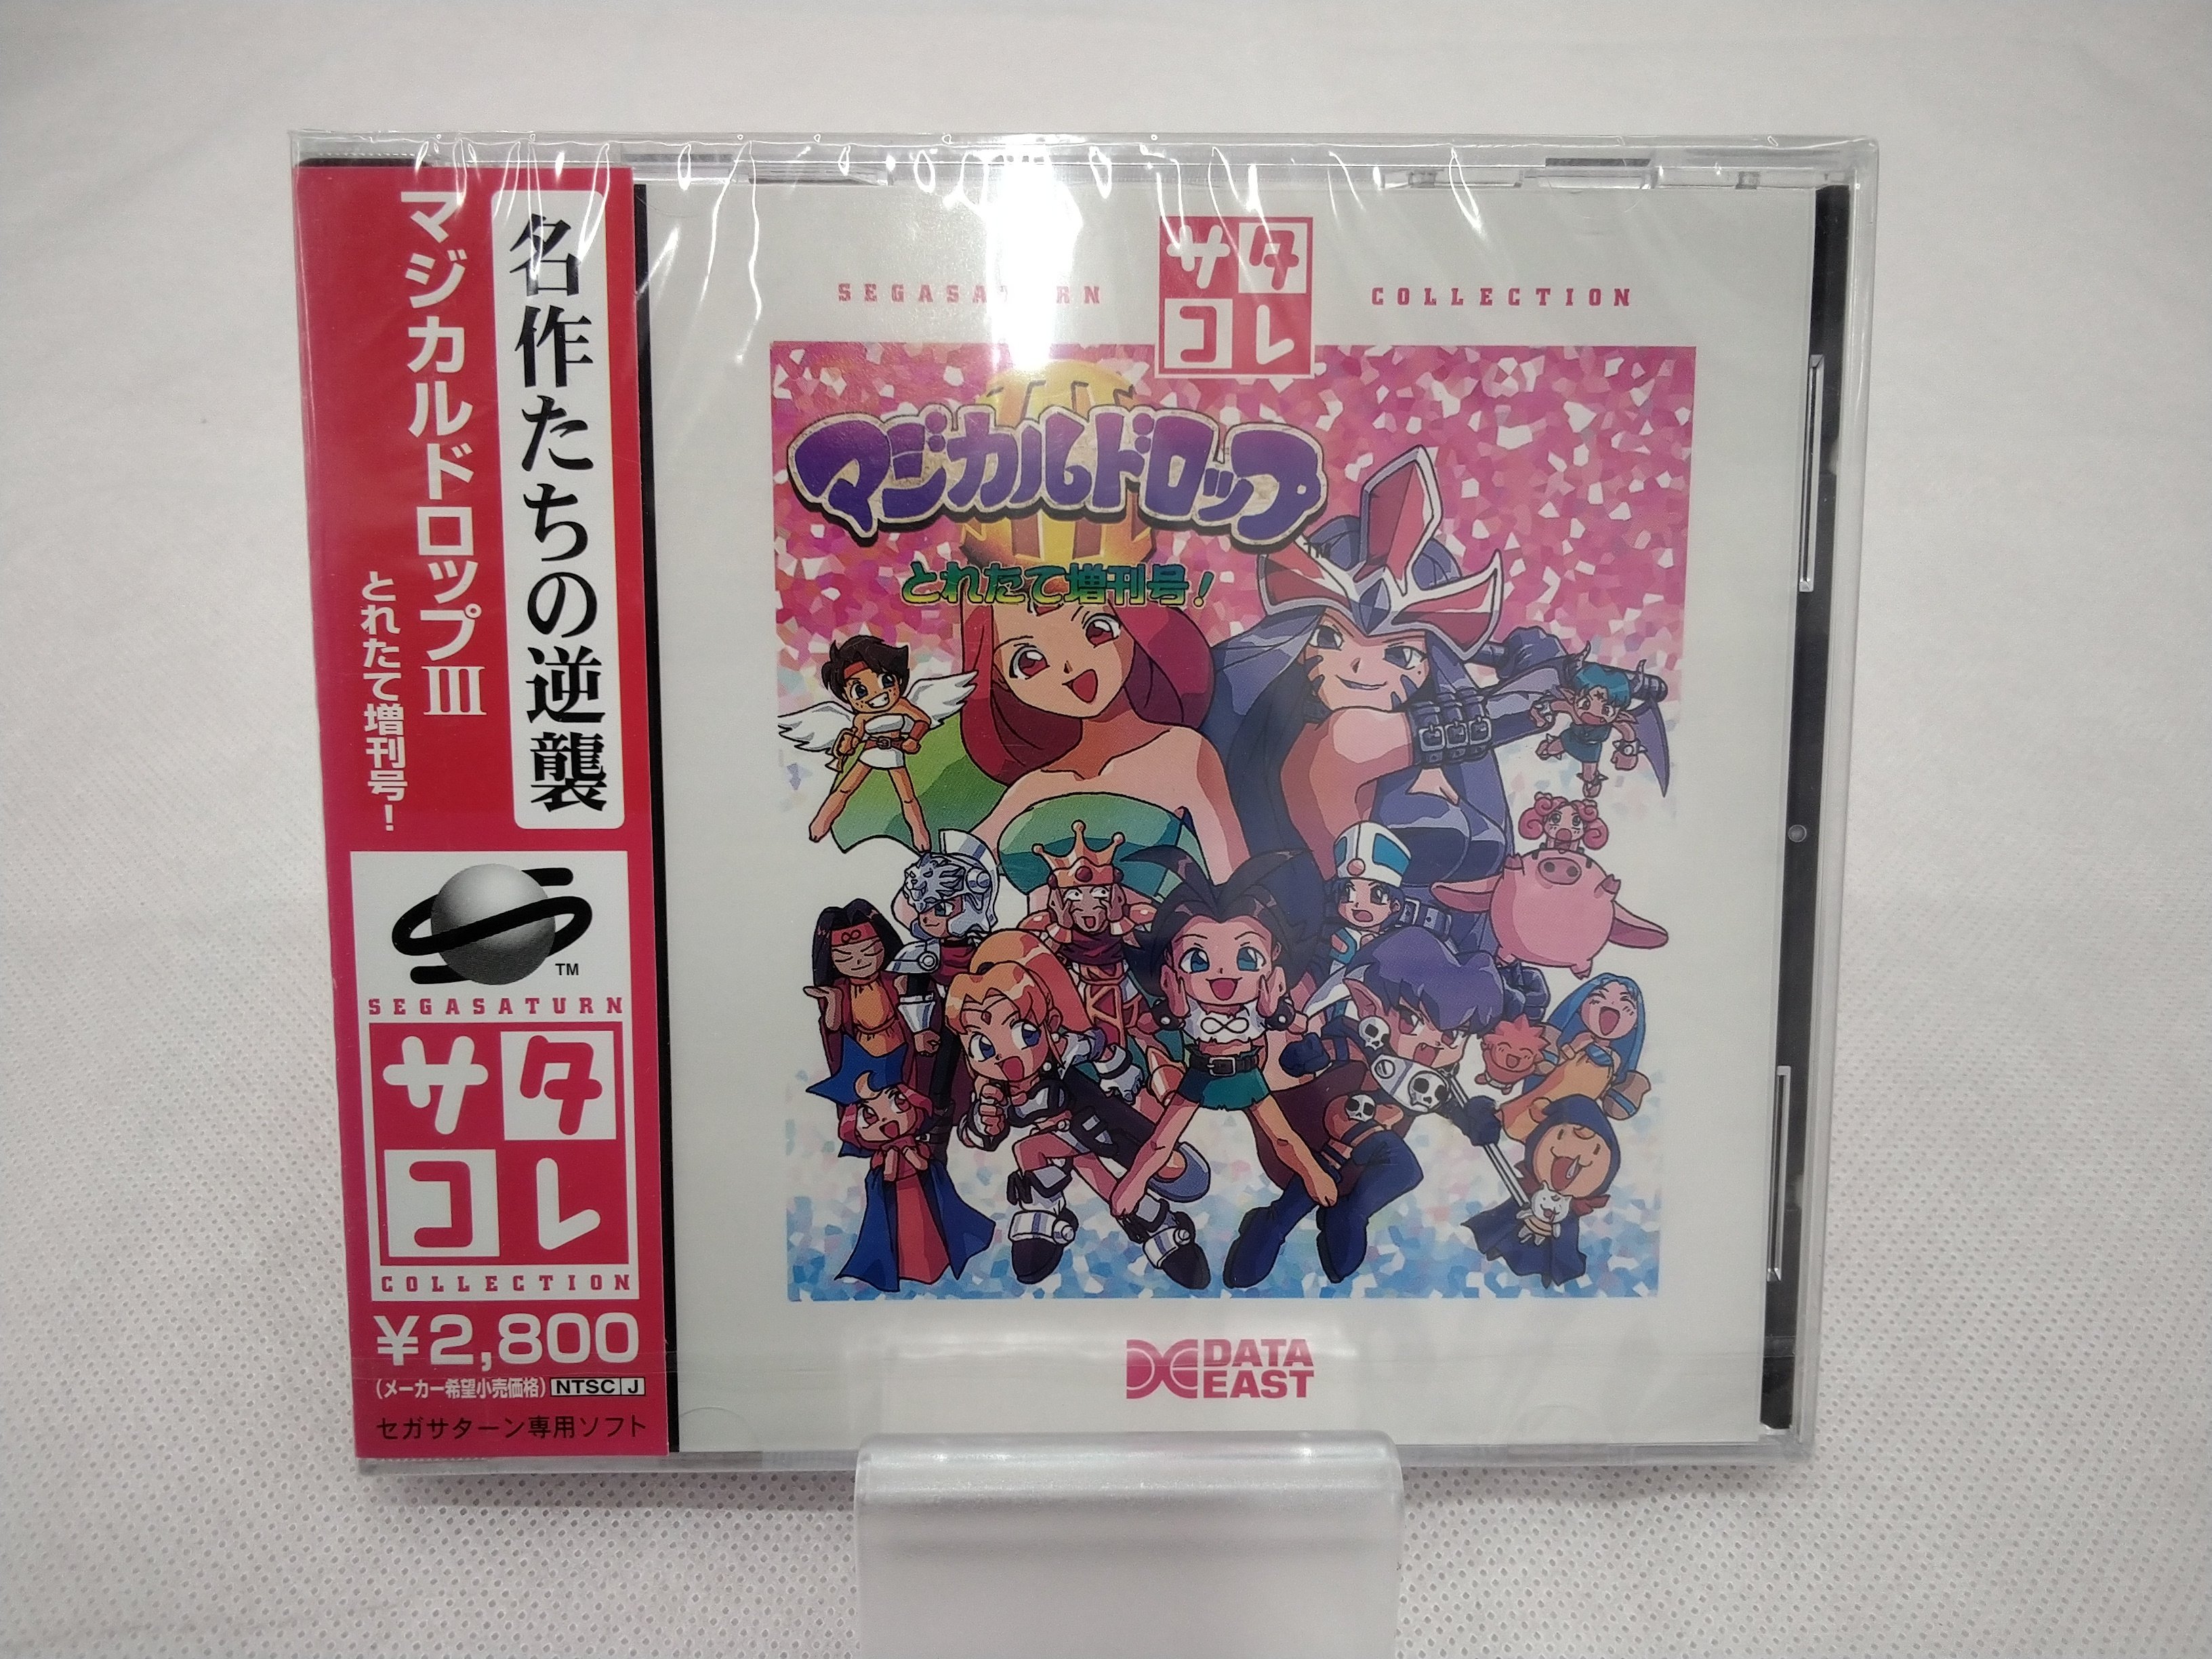 名作たちの逆襲
マジカルドロップIII
とれたて増刊号!
TM
SEGASATURN
サタ
コレ
COLLECTION
¥2,800
(メーカー希望小売価格) NTSC J
セガサターン専用ソフト
SEGASATURN
サタ
コレ
COLLECTION
III
マジカルドロップ
TM
とれたて増刊号!
DATA
EAST